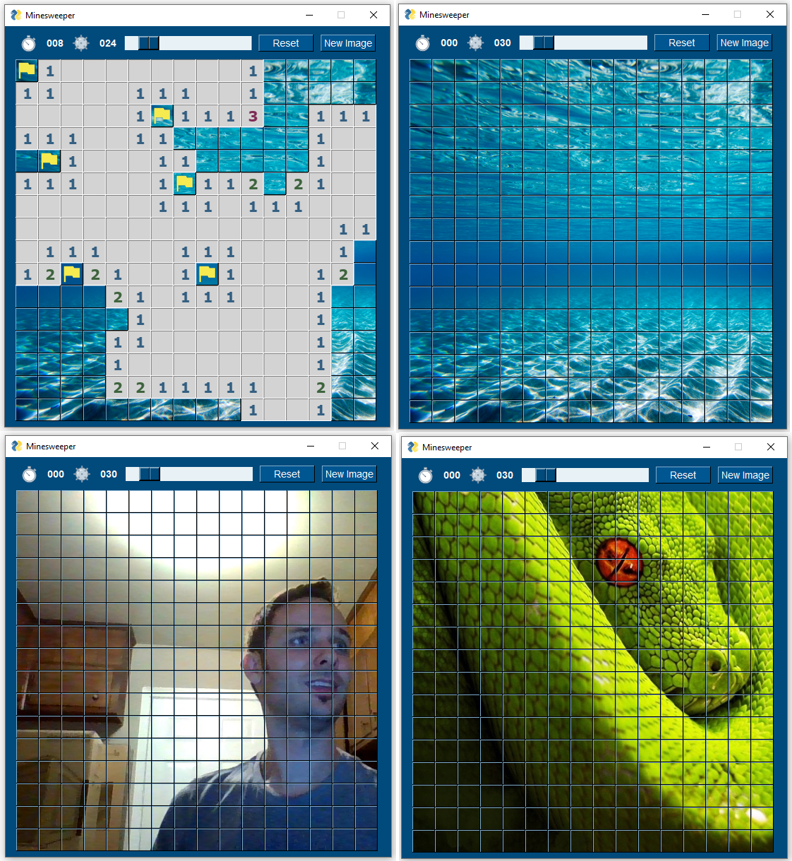 Minesweeper
008 024 Reset New Image
1 1
1 1 1 1 1 1
1 1 1 1 3 1 1 1
1 1 1 1 1 1
1 1 1 1
1 1 1 1 1 1 2 2 1
1 1 1 1 1 1
1 1
1 1 1 1 1 1 1
1 2 2 1 1 1 1 2
2 1 1 1 1 1
1 1
1 1 1
1 1
2 2 1 1 1 1 1 2
1 1
Minesweeper
000 030 Reset New Image
Minesweeper
000 030 Reset New Image
Minesweeper
000 030 Reset New Image